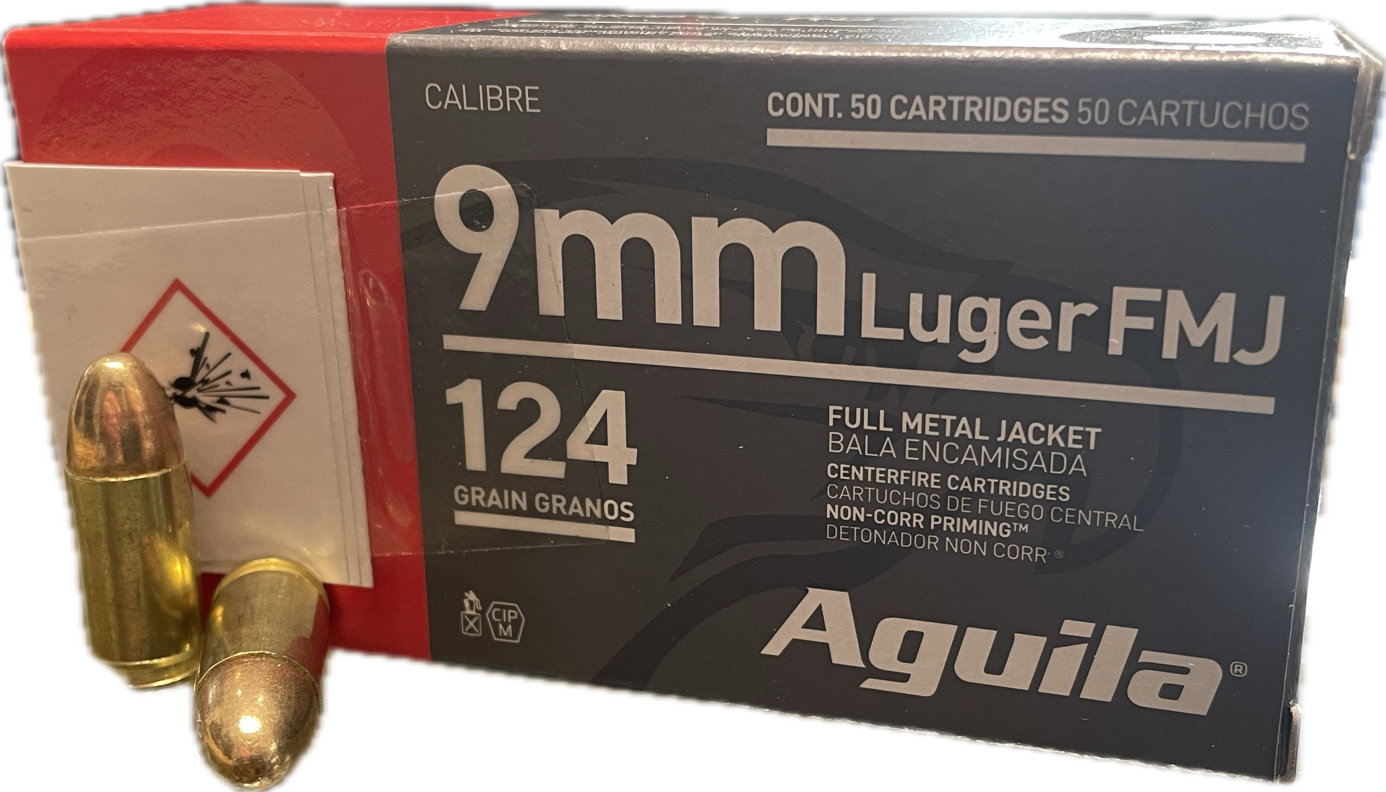 CALIBRE
CONT. 50 CARTRIDGES 50 CARTUCHOS
9mm Luger FMJ
124
GRAIN GRANOS
FULL METAL JACKET
BALA ENCAMISADA
CENTERFIRE CARTRIDGES
CARTUCHOS DE FUEGO CENTRAL
NON-CORR PRIMING™
DETONADOR NON CORR®
CIP
M
Aguila®